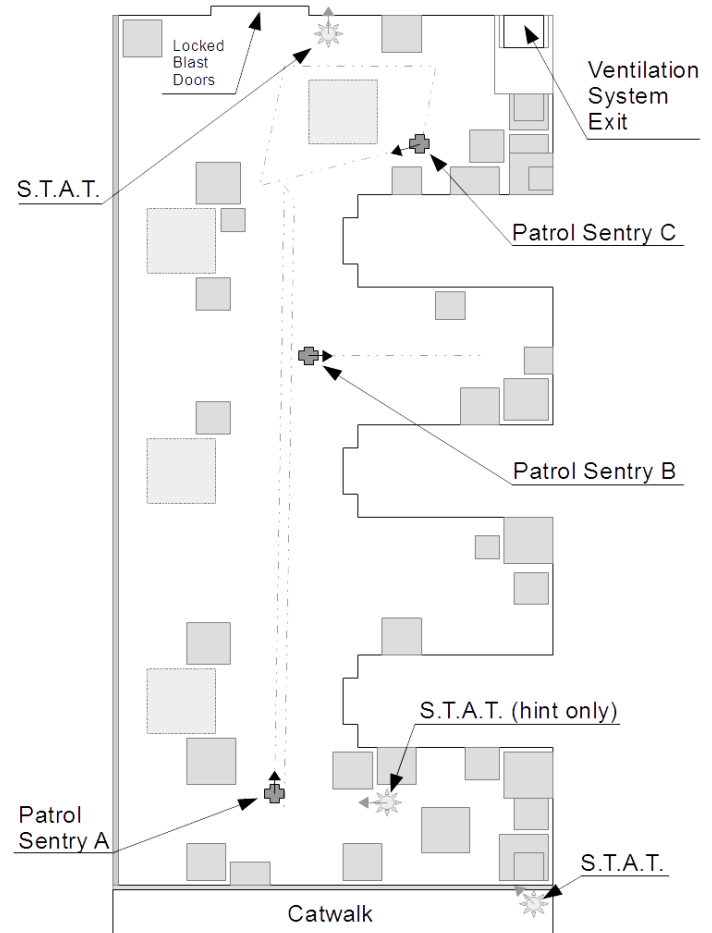 Locked
Blast
Doors
Ventilation
System
Exit
S.T.A.T.
Patrol Sentry C
Patrol Sentry B
S.T.A.T. (hint only)
Patrol
Sentry A
S.T.A.T.
Catwalk